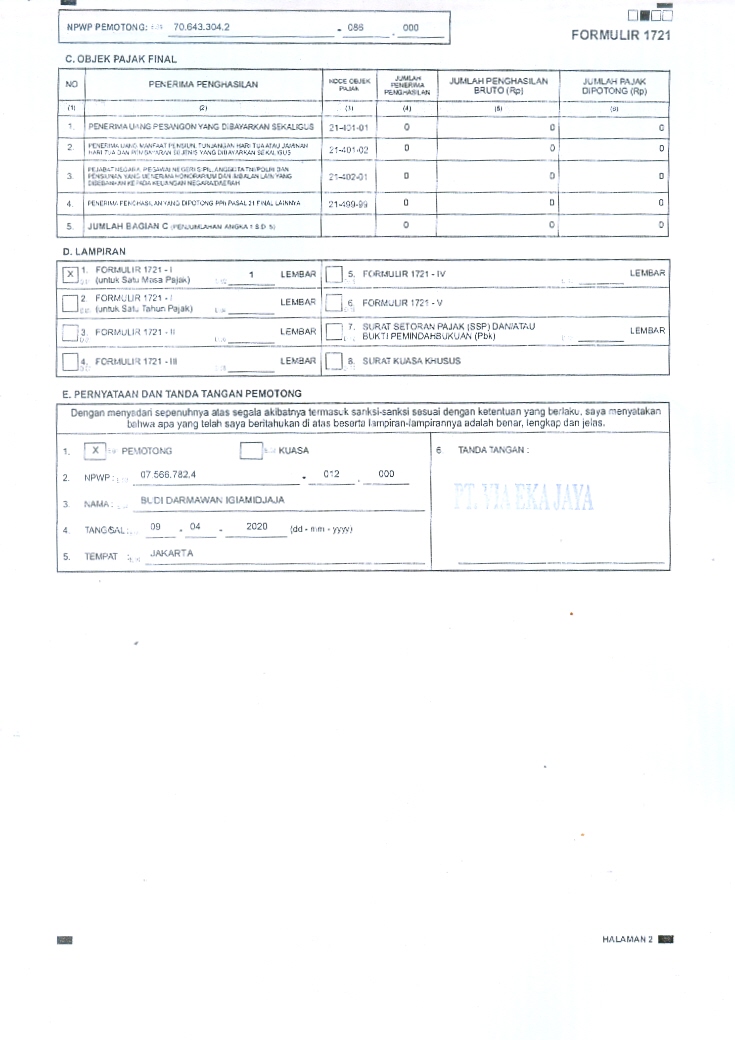 NPWP PEMOTONG: 70.643.304.2 - 086 . 000
FORMULIR 1721
C. OBJEK PAJAK FINAL
NO PENERIMA PENGHASILAN KODE OBJEK PAJAK JUMLAH PENERIMA PENGHASILAN JUMLAH PENGHASILAN BRUTO (Rp) JUMLAH PAJAK DIPOTONG (Rp)
(1) (2) (3) (4) (5) (6)
1. PENERIMA UANG PESANGON YANG DIBAYARKAN SEKALIGUS 21-401-01 0 0 0
2. PENERIMA UANG MANFAAT PENSIUN, TUNJANGAN HARI TUA ATAU JAMINAN HARI TUA DAN PEMBAYARAN SEJENIS YANG DIBAYARKAN SEKALIGUS 21-401-02 0 0 0
3. PEJABAT NEGARA, PEGAWAI NEGERI SIPIL, ANGGOTA TNI/POLRI DAN PENSIUNAN YANG MENERIMA HONORARIUM DAN IMBALAN LAIN YANG DIBEBANKAN KEPADA KEUANGAN NEGARA/DAERAH 21-402-01 0 0 0
4. PENERIMA PENGHASILAN YANG DIPOTONG PPh PASAL 21 FINAL LAINNYA 21-499-99 0 0 0
5. JUMLAH BAGIAN C (PENJUMLAHAN ANGKA 1 S.D. 5) 0 0 0
D. LAMPIRAN
X 1. FORMULIR 1721 - I
(untuk Satu Masa Pajak) 1 LEMBAR
2. FORMULIR 1721 - I
(untuk Satu Tahun Pajak) LEMBAR
3. FORMULIR 1721 - II LEMBAR
4. FORMULIR 1721 - III LEMBAR
5. FORMULIR 1721 - IV LEMBAR
6. FORMULIR 1721 - V
7. SURAT SETORAN PAJAK (SSP) DAN/ATAU
BUKTI PEMINDAHBUKUAN (Pbk) LEMBAR
8. SURAT KUASA KHUSUS
E. PERNYATAAN DAN TANDA TANGAN PEMOTONG
Dengan menyadari sepenuhnya atas segala akibatnya termasuk sanksi-sanksi sesuai dengan ketentuan yang berlaku, saya menyatakan
bahwa apa yang telah saya beritahukan di atas beserta lampiran-lampirannya adalah benar, lengkap dan jelas.
1. X PEMOTONG KUASA
2. NPWP : 07.566.782.4 - 012 . 000
3. NAMA : BUDI DARMAWAN IGIAMIDJAJA
4. TANGGAL : 09 - 04 - 2020 (dd - mm - yyyy)
5. TEMPAT : JAKARTA
6. TANDA TANGAN :
PT. VIA EKA JAYA
HALAMAN 2